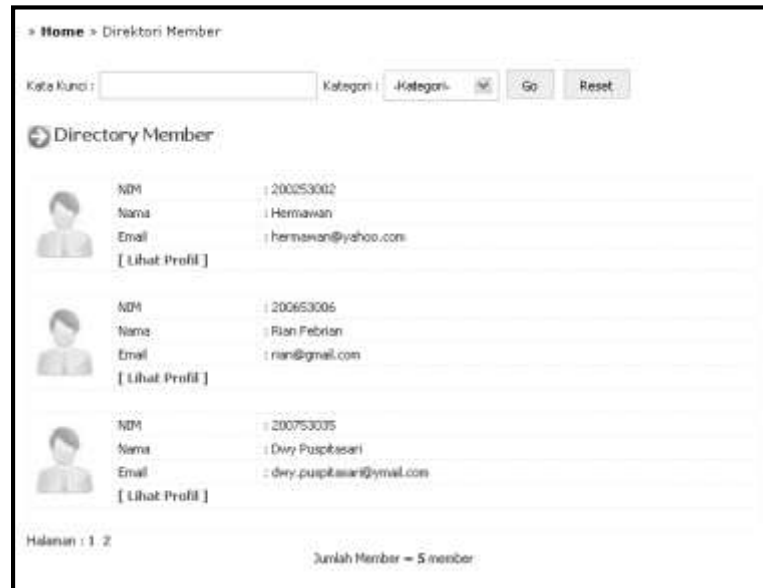 » Home » Direktori Member
Kata Kunci : Kategori : -Kategori- Go Reset
Directory Member
NIM : 200253002
Nama : Hermawan
Email : hermawan@yahoo.com
[ Lihat Profil ]
NIM : 200653006
Nama : Rian Febrian
Email : rian@gmail.com
[ Lihat Profil ]
NIM : 200753035
Nama : Dwy Puspitasari
Email : dwy.puspitasari@ymail.com
[ Lihat Profil ]
Halaman : 1 2
Jumlah Member = 5 member